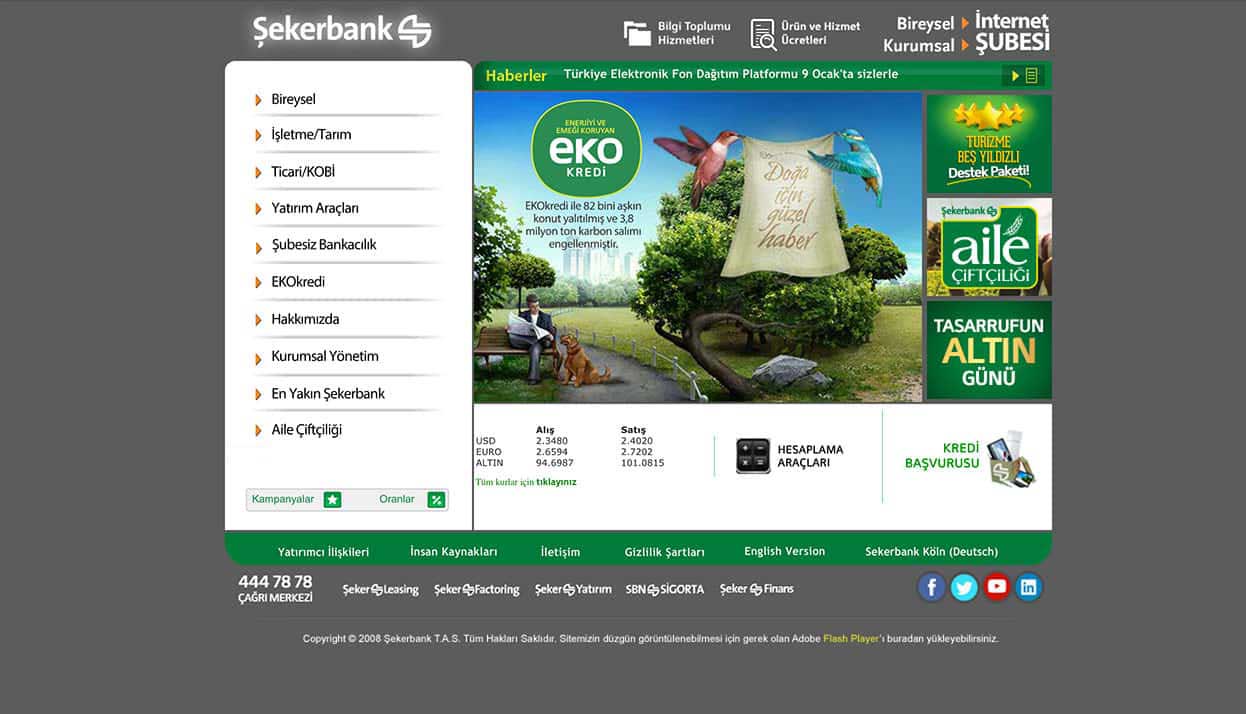 Şekerbank
Bilgi Toplumu
Hizmetleri
Ürün ve Hizmet
Ücretleri
Bireysel
Kurumsal
İnternet
ŞUBESİ
Haberler
Türkiye Elektronik Fon Dağıtım Platformu 9 Ocak'ta sizlerle
Bireysel
İşletme/Tarım
Ticari/KOBİ
Yatırım Araçları
Şubesiz Bankacılık
EKOkredi
Hakkımızda
Kurumsal Yönetim
En Yakın Şekerbank
Aile Çiftçiliği
Kampanyalar
Oranlar
ENERJİYİ VE
EMEĞİ KORUYAN
eko
KREDİ
EKOkredi ile 82 bini aşkın
konut yalıtılmış ve 3,8
milyon ton karbon salımı
engellenmiştir.
Doğa
için
güzel
haber
TURİZME
BEŞ YILDIZLI
Destek Paketi!
Şekerbank
aile
ÇİFTÇİLİĞİ
TASARRUFUN
ALTIN
GÜNÜ
Alış Satış
USD 2.3480 2.4020
EURO 2.6594 2.7202
ALTIN 94.6987 101.0815
Tüm kurlar için tıklayınız
HESAPLAMA
ARAÇLARI
KREDİ
BAŞVURUSU
Yatırımcı İlişkileri
İnsan Kaynakları
İletişim
Gizlilik Şartları
English Version
Sekerbank Köln (Deutsch)
444 78 78
ÇAĞRI MERKEZİ
Şeker Leasing
Şeker Factoring
Şeker Yatırım
SBN SİGORTA
Şeker Finans
Copyright © 2008 Şekerbank T.A.S. Tüm Hakları Saklıdır. Sitemizin düzgün görüntülenebilmesi için gerek olan Adobe Flash Player'ı buradan yükleyebilirsiniz.